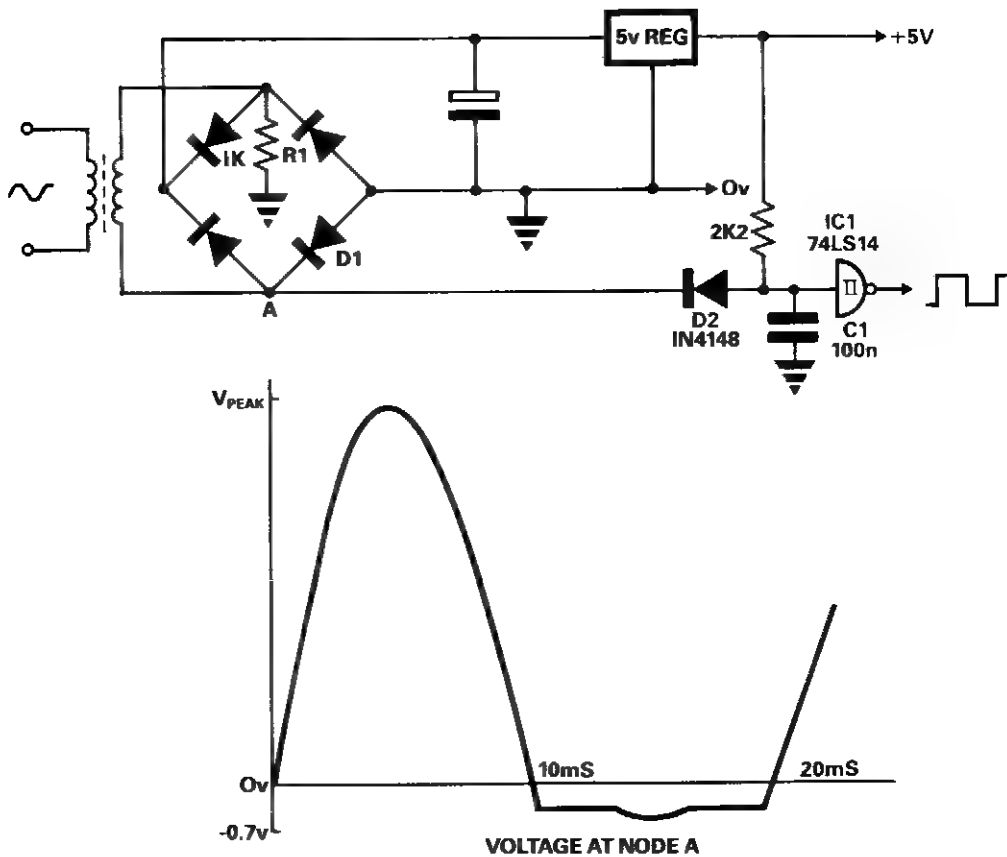 5v REG
+5V
IK
R1
Ov
D1
A
2K2
IC1
74LS14
D2
IN4148
C1
100n
VPEAK
Ov
10mS
20mS
-0.7v
VOLTAGE AT NODE A